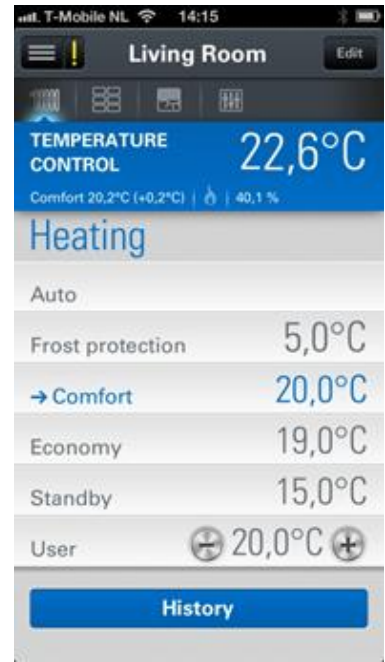 T-Mobile NL 14:15
! Living Room Edit
TEMPERATURE
CONTROL 22,6°C
Comfort 20,2°C (+0,2°C) | | 40,1 %
Heating
Auto
Frost protection 5,0°C
→ Comfort 20,0°C
Economy 19,0°C
Standby 15,0°C
User − 20,0°C +
History